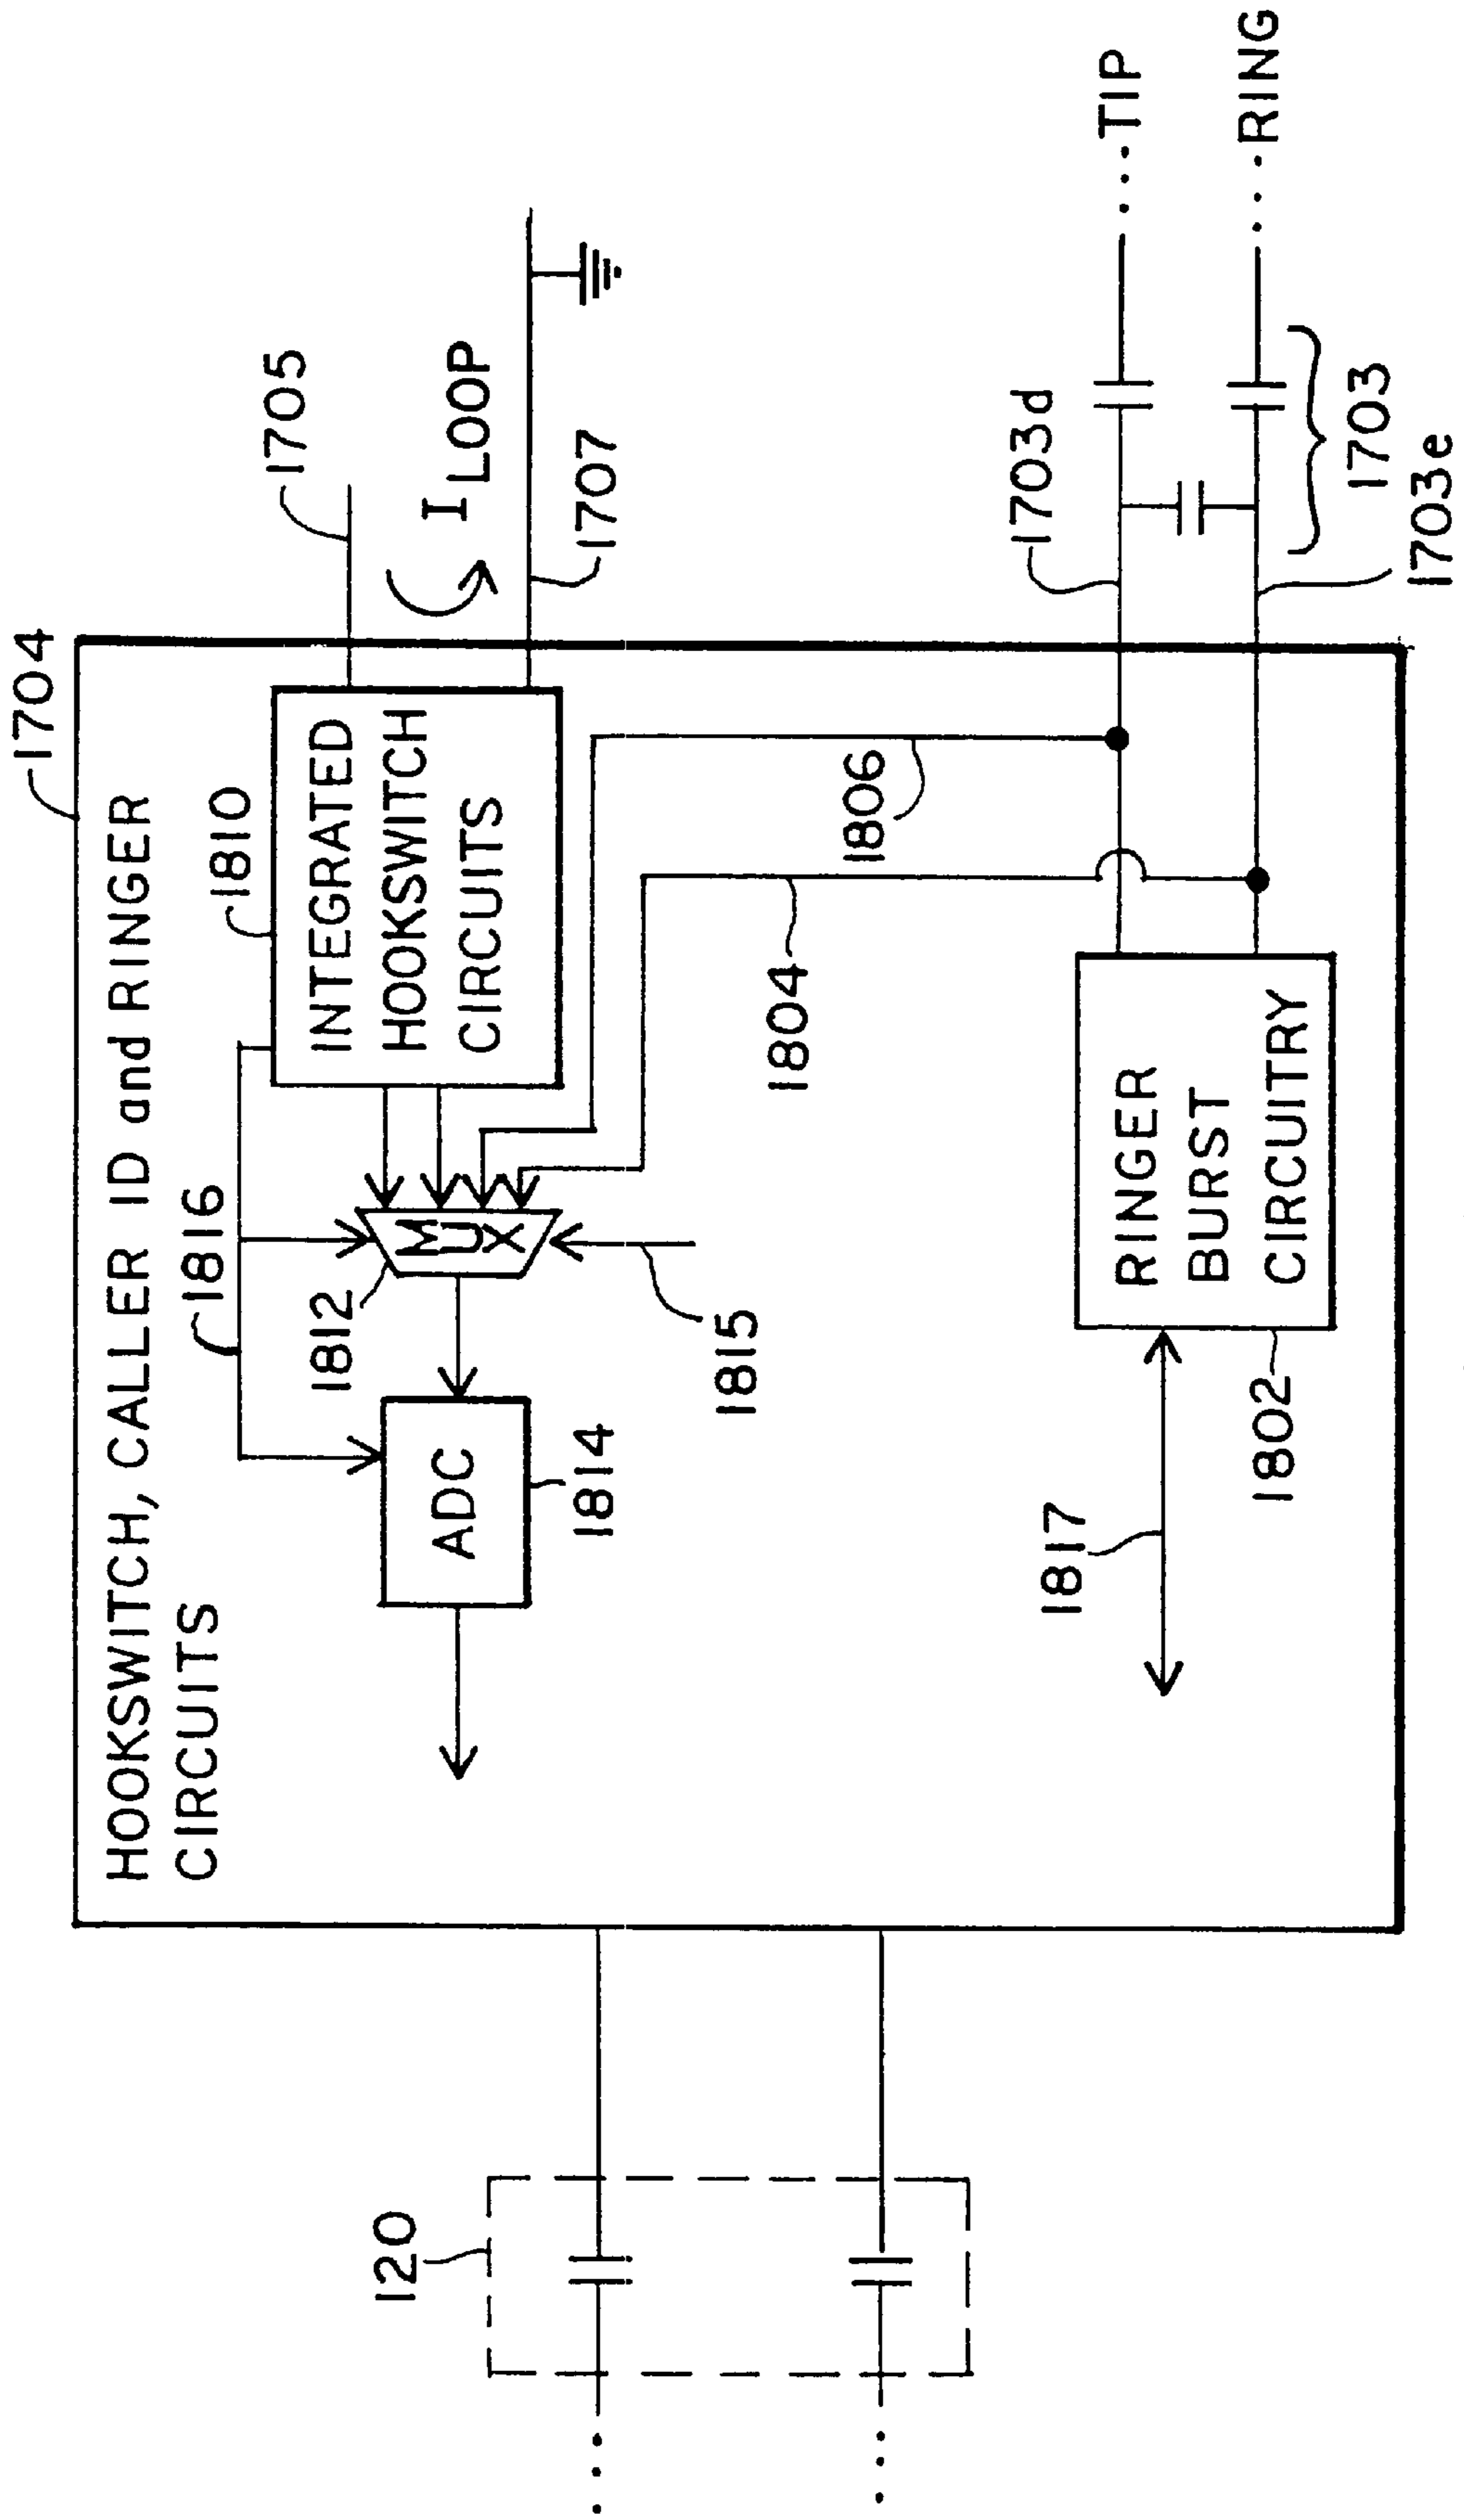 HOOKSWITCH, CALLER ID and RINGER
CIRCUITS
1704
1816
1810
1705
INTEGRATED
HOOKSWITCH
CIRCUITS
I LOOP
1707
120
1812
MUX
ADC
1814
1815
1804
1806
1703d
TIP
1817
RINGER
BURST
CIRCUITRY
1802
RING
1703
1703e